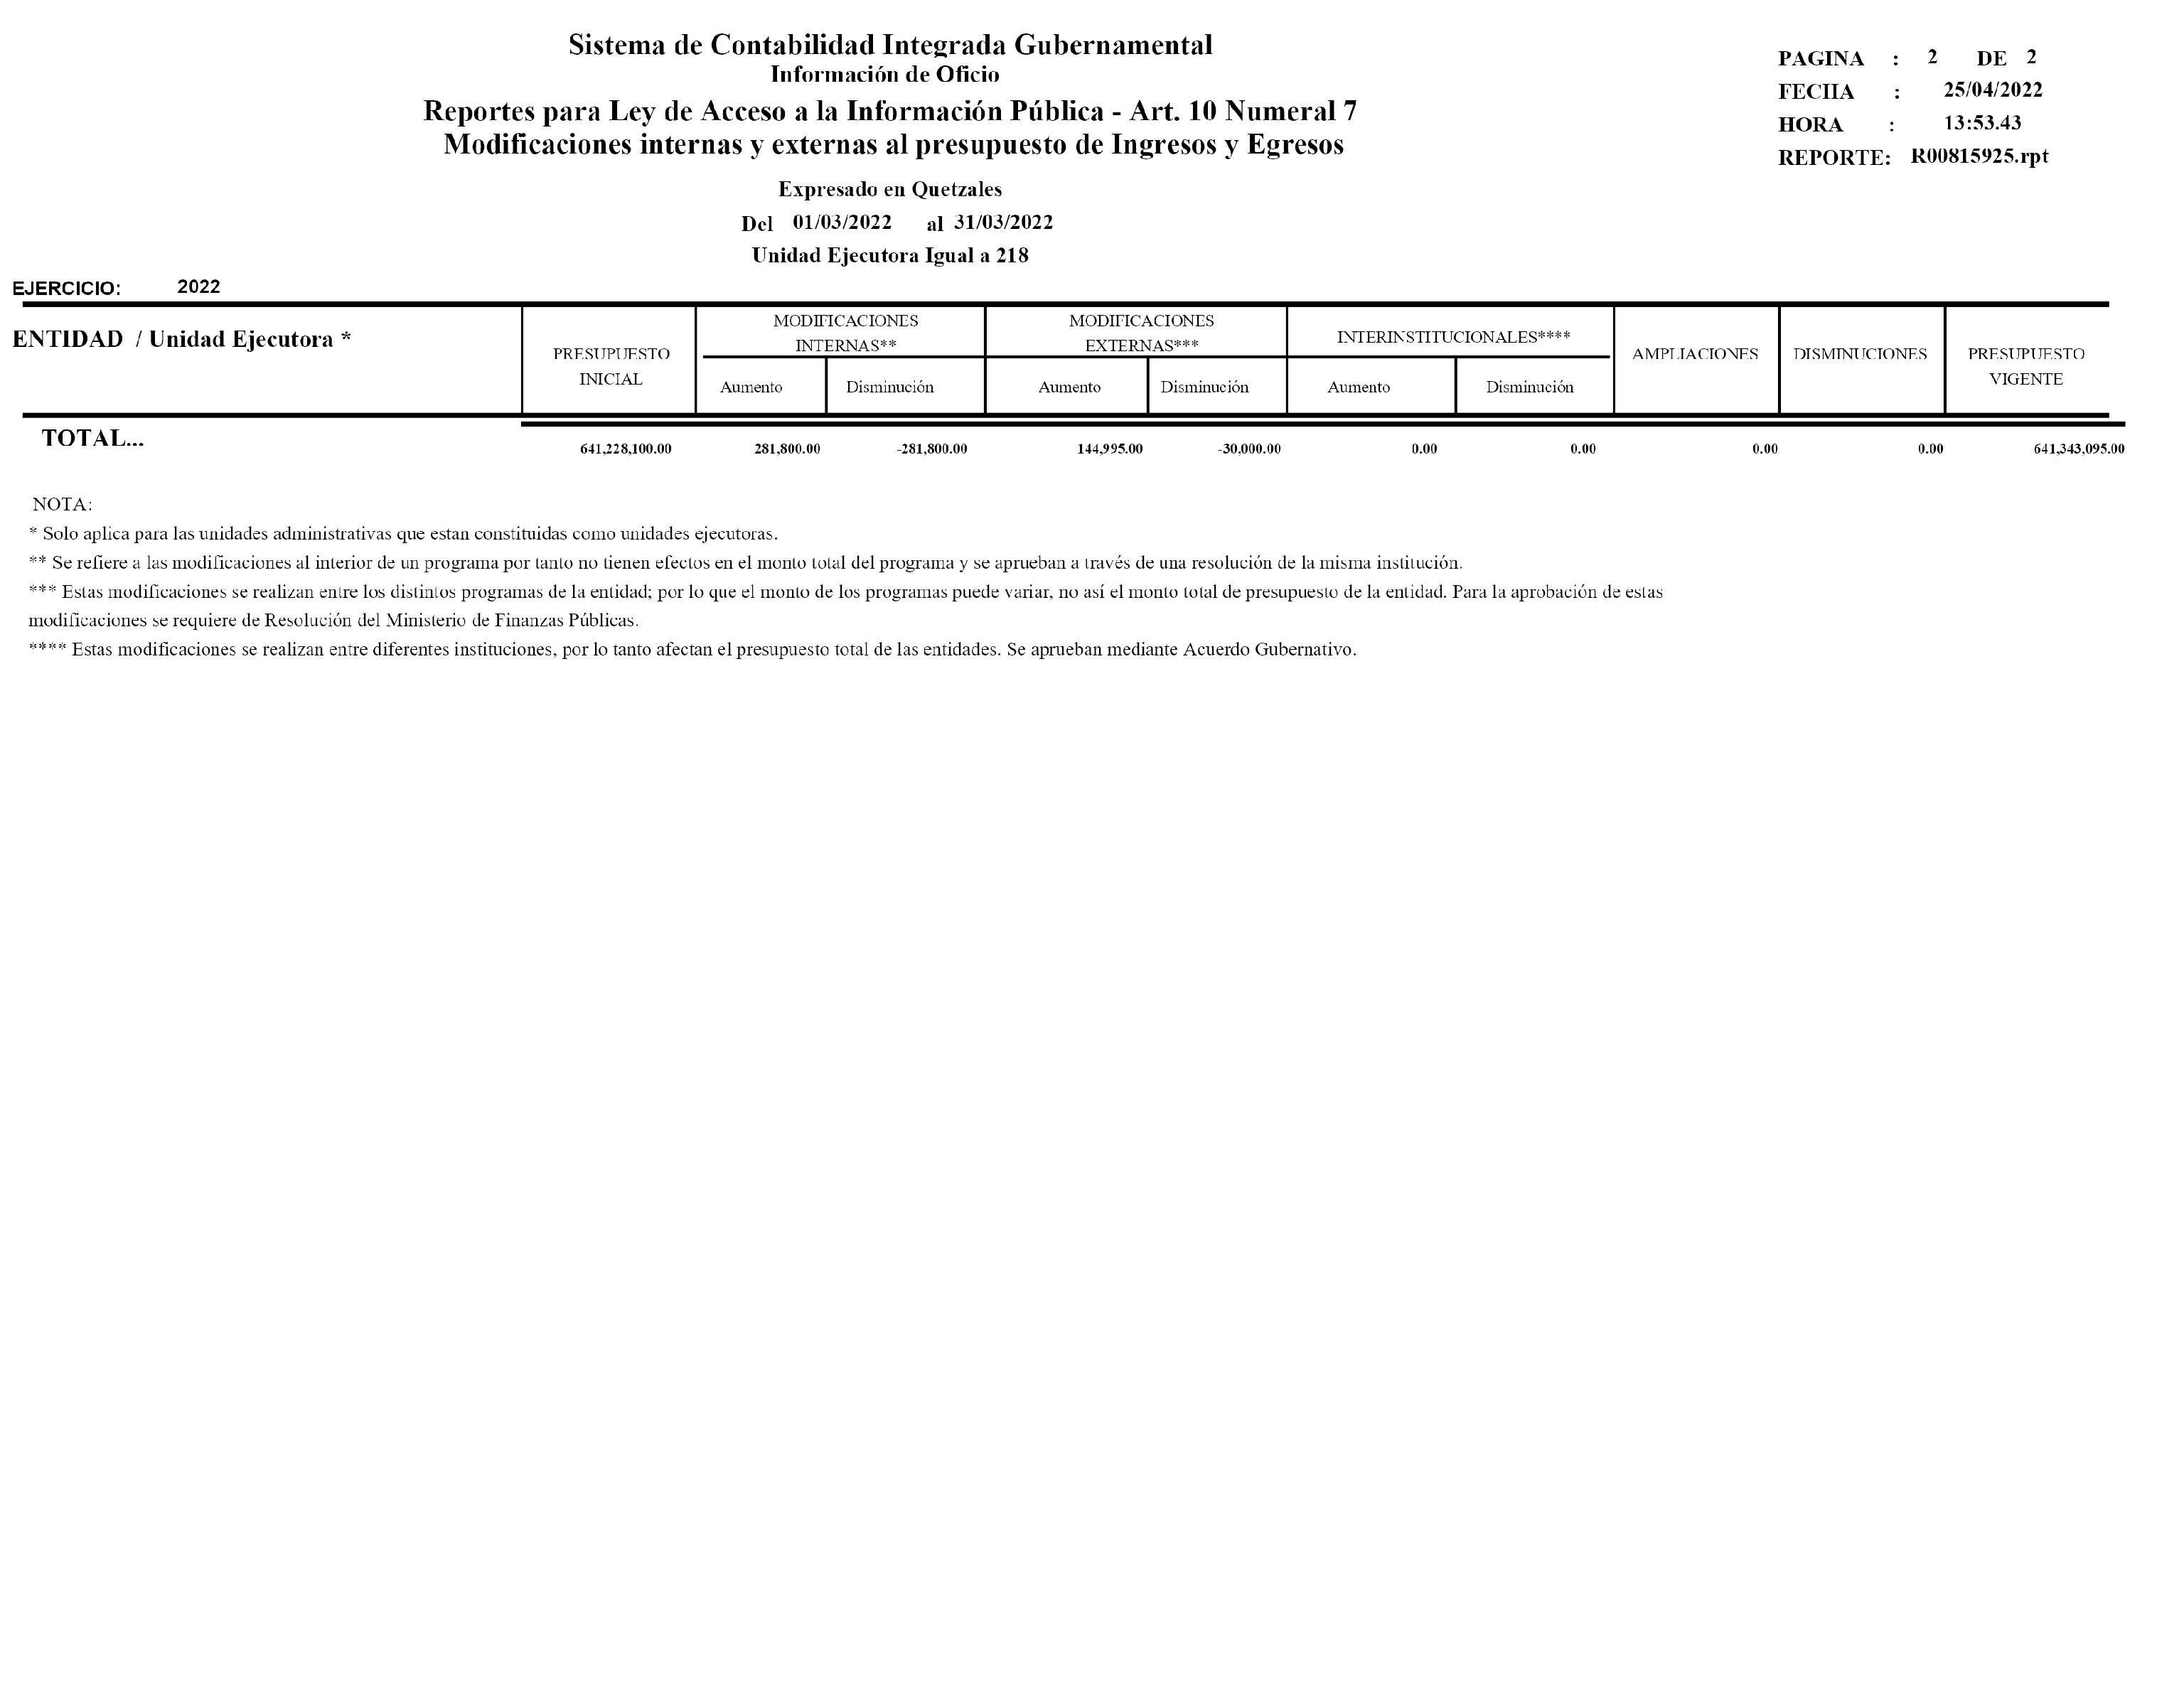 Sistema de Contabilidad Integrada Gubernamental
Información de Oficio
Reportes para Ley de Acceso a la Información Pública - Art. 10 Numeral 7
Modificaciones internas y externas al presupuesto de Ingresos y Egresos
Expresado en Quetzales
Del 01/03/2022 al 31/03/2022
Unidad Ejecutora Igual a 218
PAGINA : 2 DE 2
FECHA : 25/04/2022
HORA : 13:53.43
REPORTE: R00815925.rpt
EJERCICIO: 2022
ENTIDAD / Unidad Ejecutora *
PRESUPUESTO
INICIAL
MODIFICACIONES
INTERNAS**
Aumento Disminución
MODIFICACIONES
EXTERNAS***
Aumento Disminución
INTERINSTITUCIONALES****
Aumento Disminución
AMPLIACIONES
DISMINUCIONES
PRESUPUESTO
VIGENTE
TOTAL... 641,228,100.00 281,800.00 -281,800.00 144,995.00 -30,000.00 0.00 0.00 0.00 0.00 641,343,095.00
NOTA:
* Solo aplica para las unidades administrativas que estan constituidas como unidades ejecutoras.
** Se refiere a las modificaciones al interior de un programa por tanto no tienen efectos en el monto total del programa y se aprueban a través de una resolución de la misma institución.
*** Estas modificaciones se realizan entre los distintos programas de la entidad; por lo que el monto de los programas puede variar, no así el monto total de presupuesto de la entidad. Para la aprobación de estas
modificaciones se requiere de Resolución del Ministerio de Finanzas Públicas.
**** Estas modificaciones se realizan entre diferentes instituciones, por lo tanto afectan el presupuesto total de las entidades. Se aprueban mediante Acuerdo Gubernativo.